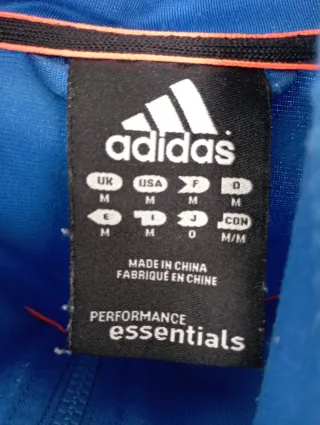 adidas
UK USA F D
M M M M
E I J CDN
M M O M/M
MADE IN CHINA
FABRIQUÉ EN CHINE
PERFORMANCE
essentials